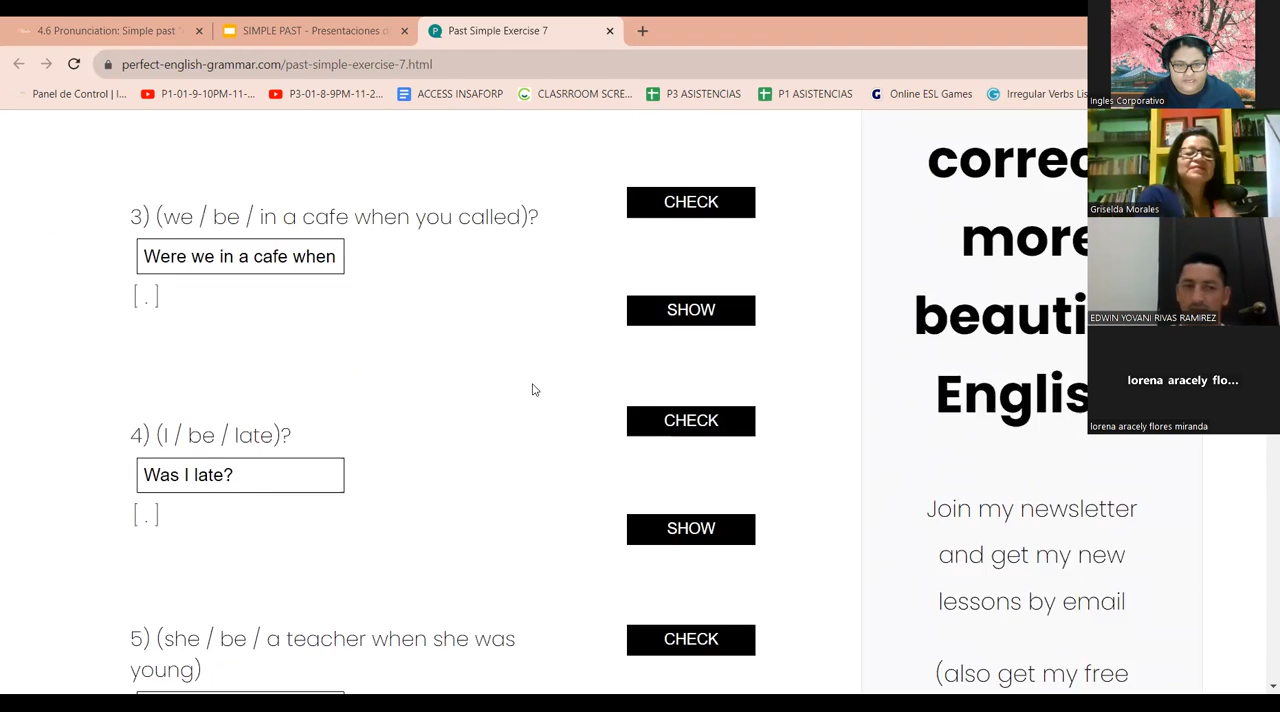 4.6 Pronunciation: Simple past
SIMPLE PAST - Presentaciones
Past Simple Exercise 7
perfect-english-grammar.com/past-simple-exercise-7.html
Panel de Control | I...
P1-01-9-10PM-11-...
P3-01-8-9PM-11-2...
ACCESS INSAFORP
CLASRROOM SCRE...
P3 ASISTENCIAS
P1 ASISTENCIAS
Online ESL Games
Irregular Verbs Lis
3) (we / be / in a cafe when you called)?
Were we in a cafe when
[ . ]
CHECK
SHOW
4) (I / be / late)?
Was I late?
[ . ]
CHECK
SHOW
5) (she / be / a teacher when she was
young)
CHECK
correc
more
beauti
Englis
Join my newsletter
and get my new
lessons by email
(also get my free
Ingles Corporativo
Griselda Morales
EDWIN YOVANI RIVAS RAMIREZ
lorena aracely flo...
lorena aracely flores miranda